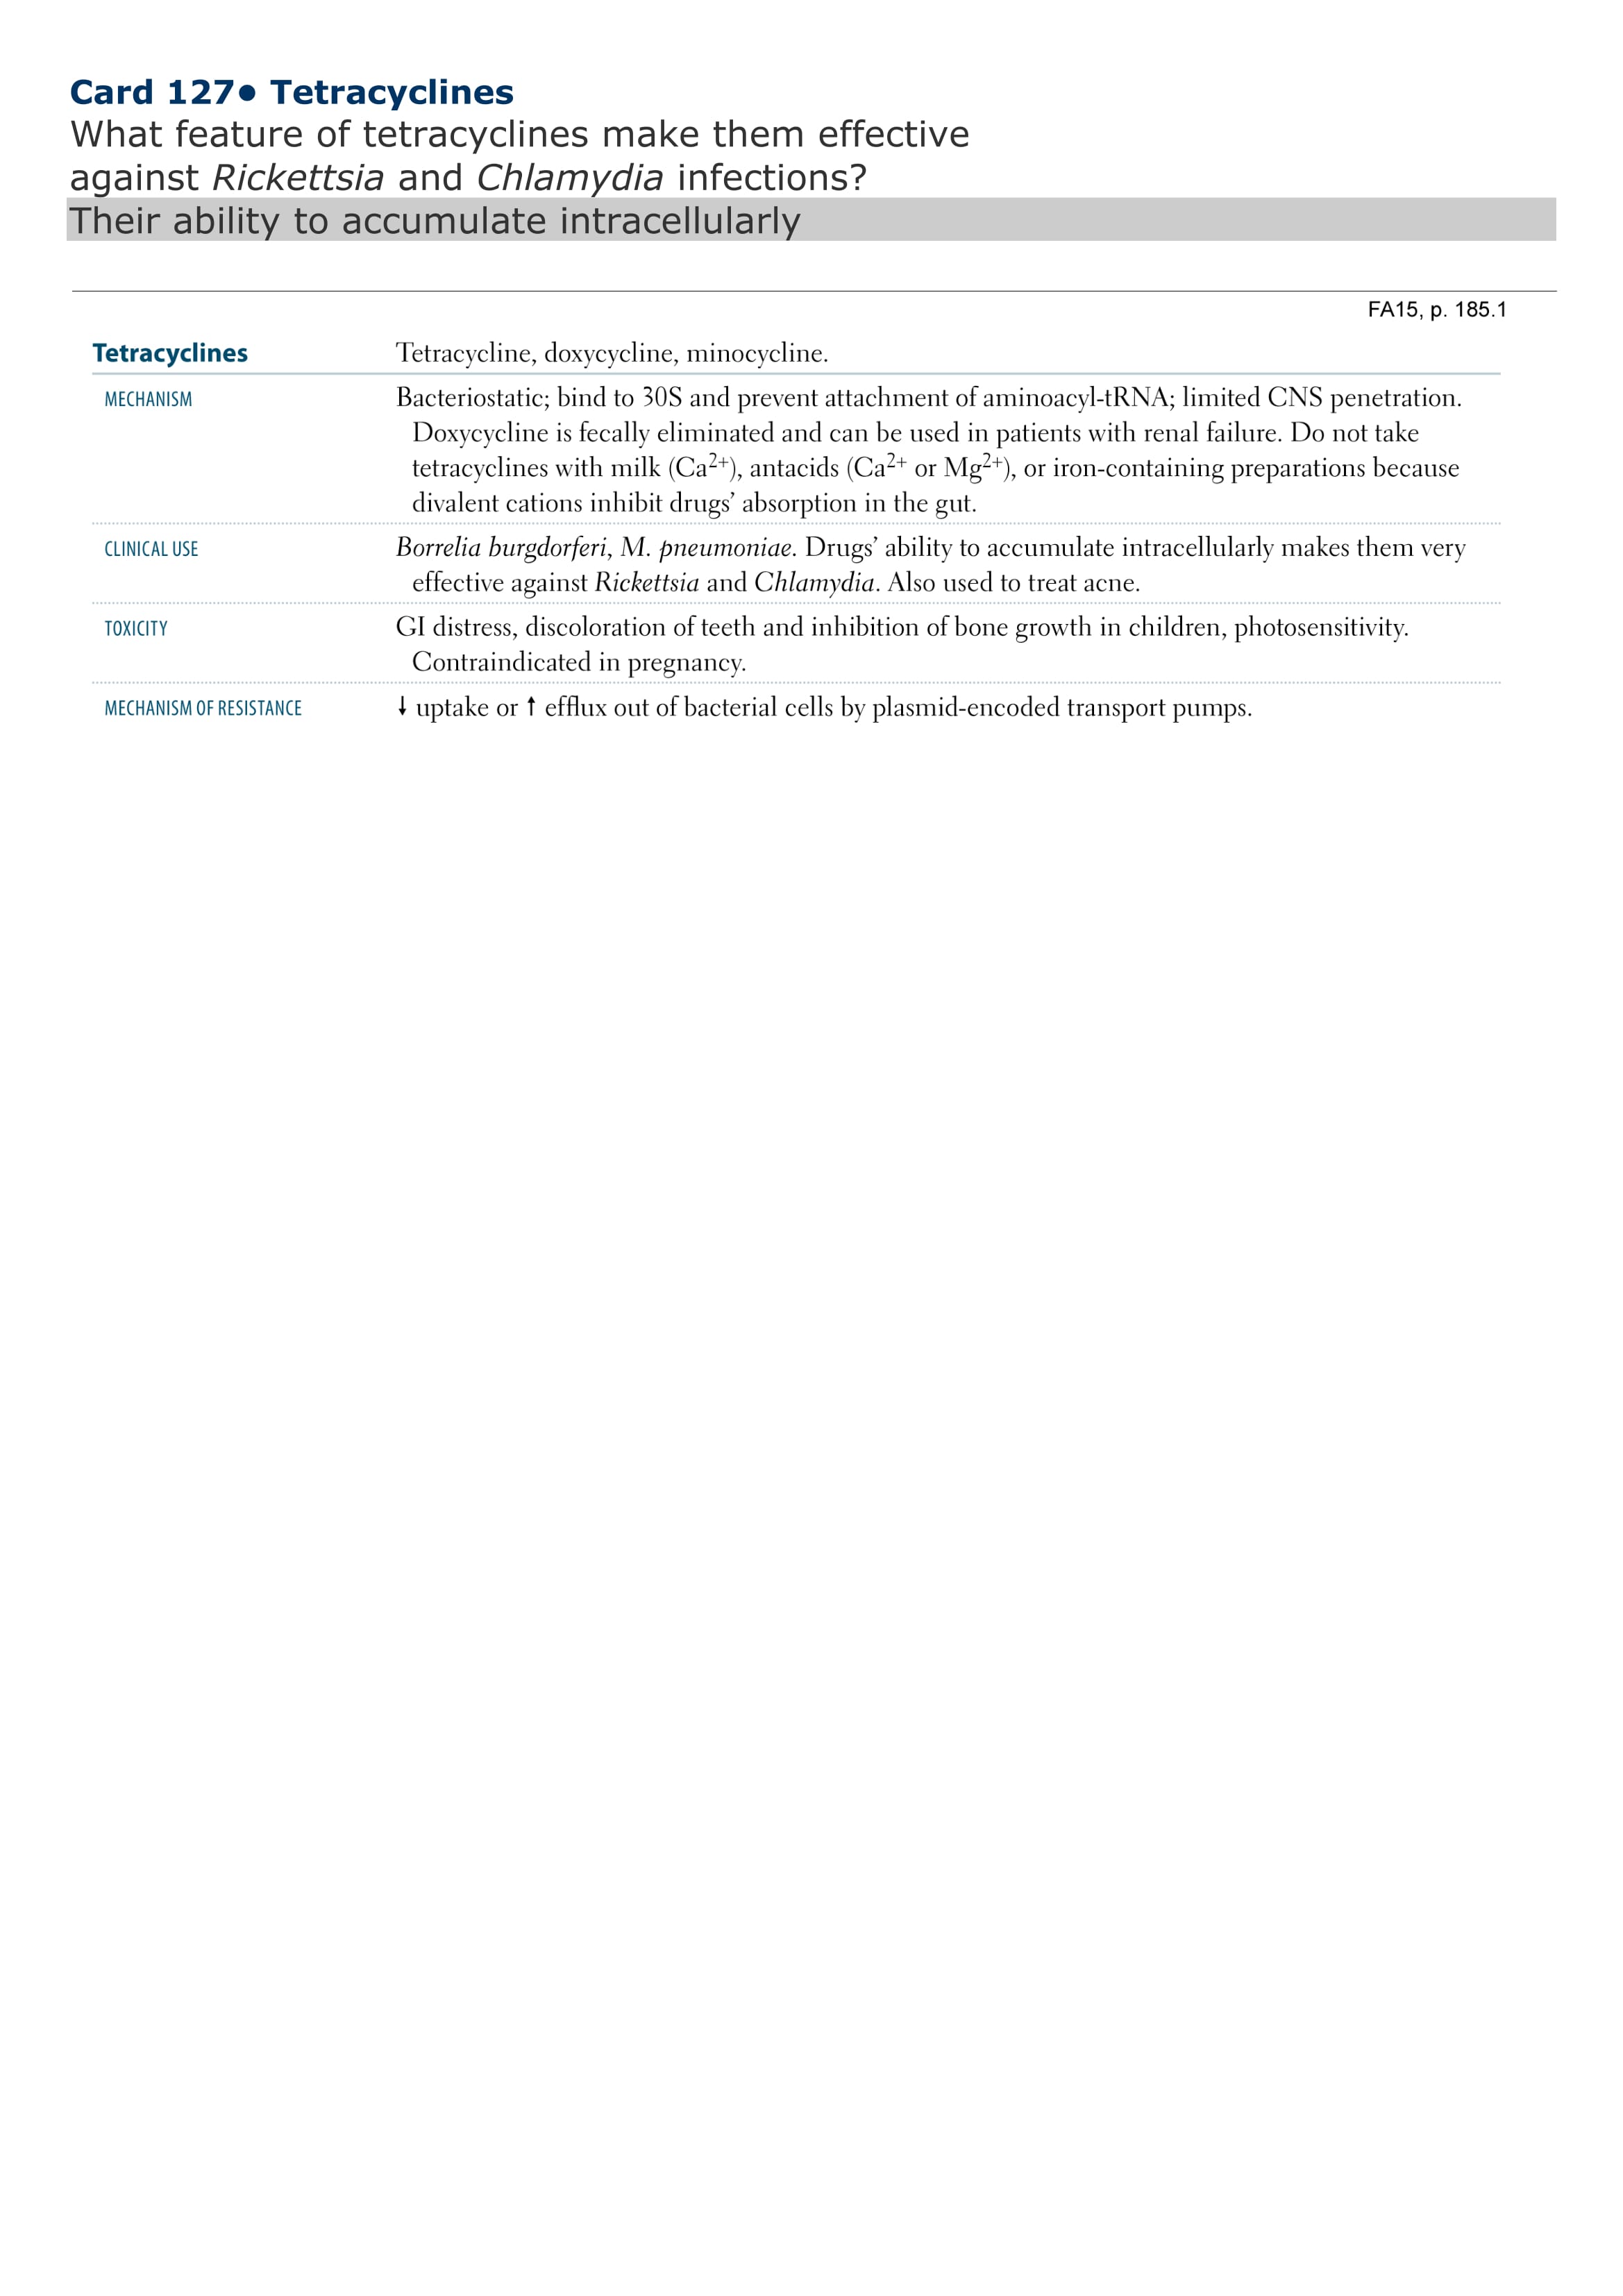 Card 127● Tetracyclines
What feature of tetracyclines make them effective
against Rickettsia and Chlamydia infections?
Their ability to accumulate intracellularly
FA15, p. 185.1
Tetracyclines Tetracycline, doxycycline, minocycline.
MECHANISM Bacteriostatic; bind to 30S and prevent attachment of aminoacyl-tRNA; limited CNS penetration.
Doxycycline is fecally eliminated and can be used in patients with renal failure. Do not take
tetracyclines with milk (Ca2+), antacids (Ca2+ or Mg2+), or iron-containing preparations because
divalent cations inhibit drugs’ absorption in the gut.
CLINICAL USE Borrelia burgdorferi, M. pneumoniae. Drugs’ ability to accumulate intracellularly makes them very
effective against Rickettsia and Chlamydia. Also used to treat acne.
TOXICITY GI distress, discoloration of teeth and inhibition of bone growth in children, photosensitivity.
Contraindicated in pregnancy.
MECHANISM OF RESISTANCE ↓ uptake or ↑ efflux out of bacterial cells by plasmid-encoded transport pumps.